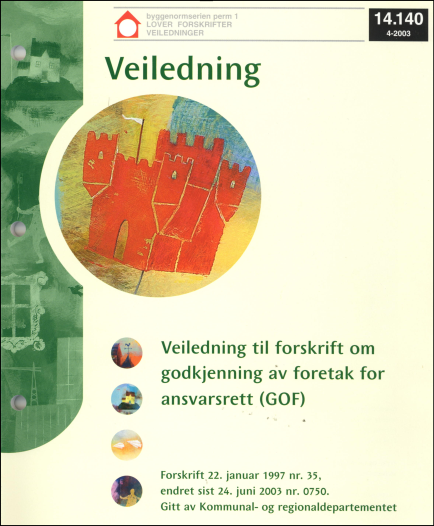 byggenormserien perm 1
LOVER FORSKRIFTER
VEILEDNINGER
14.140
4-2003
Veiledning
Veiledning til forskrift om
godkjenning av foretak for
ansvarsrett (GOF)
Forskrift 22. januar 1997 nr. 35,
endret sist 24. juni 2003 nr. 0750.
Gitt av Kommunal- og regionaldepartementet